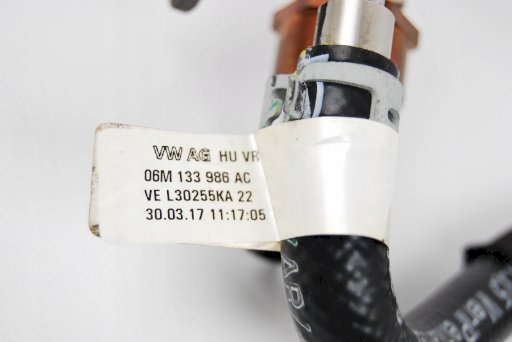 VW AG HU VR
06M 133 986 AC
VE L30255KA 22
30.03.17 11:17:05